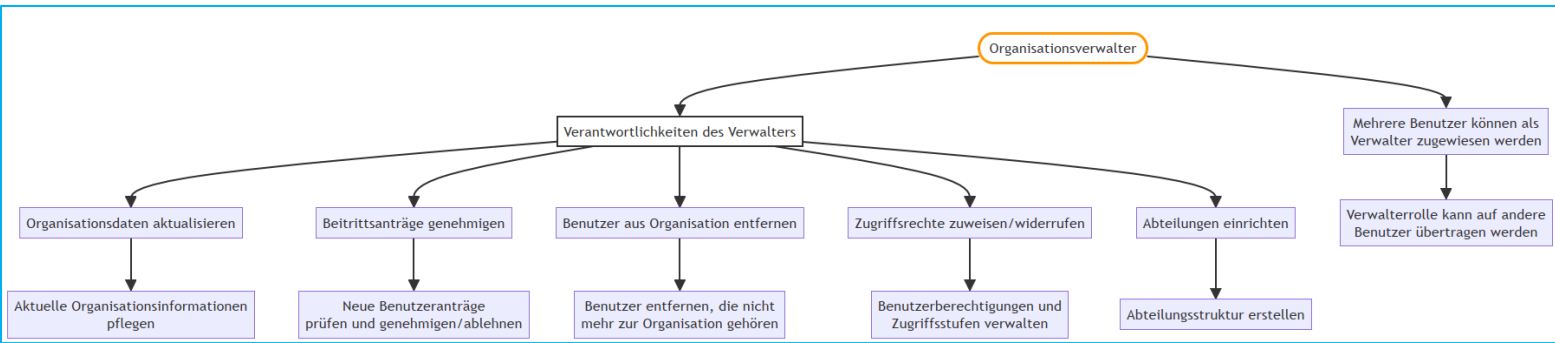 Organisationsverwalter
Verantwortlichkeiten des Verwalters
Mehrere Benutzer können als
Verwalter zugewiesen werden
Organisationsdaten aktualisieren
Beitrittsanträge genehmigen
Benutzer aus Organisation entfernen
Zugriffsrechte zuweisen/widerrufen
Abteilungen einrichten
Verwalterrolle kann auf andere
Benutzer übertragen werden
Aktuelle Organisationsinformationen
pflegen
Neue Benutzeranträge
prüfen und genehmigen/ablehnen
Benutzer entfernen, die nicht
mehr zur Organisation gehören
Benutzerberechtigungen und
Zugriffsstufen verwalten
Abteilungsstruktur erstellen